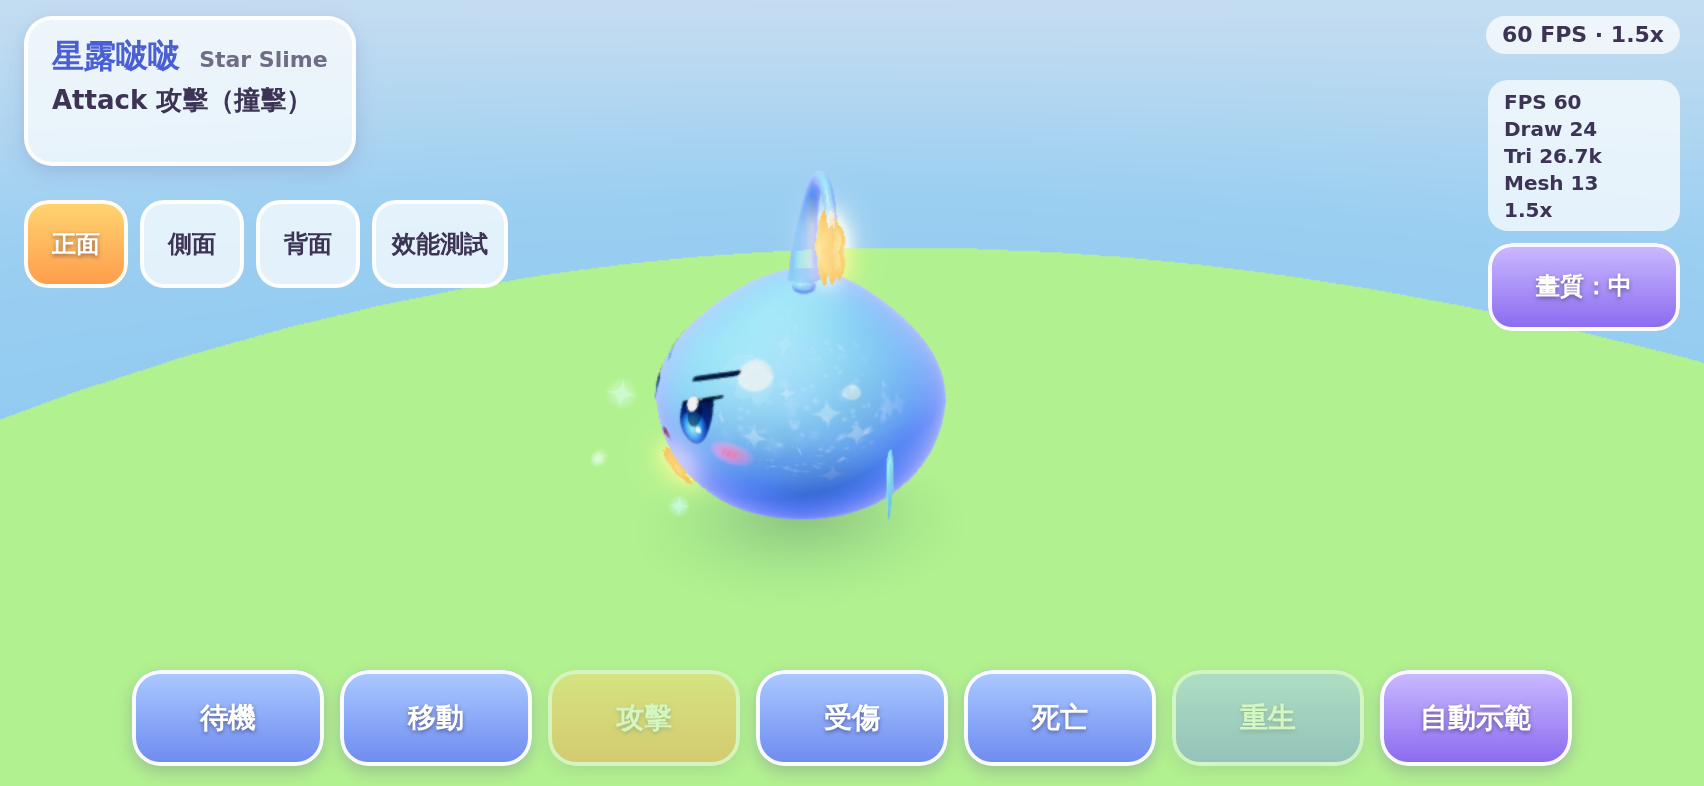 星露啵啵 Star Slime
Attack 攻擊（撞擊）
60 FPS · 1.5x
FPS 60
Draw 24
Tri 26.7k
Mesh 13
1.5x
正面 側面 背面 效能測試
畫質：中
待機 移動 攻擊 受傷 死亡 重生 自動示範